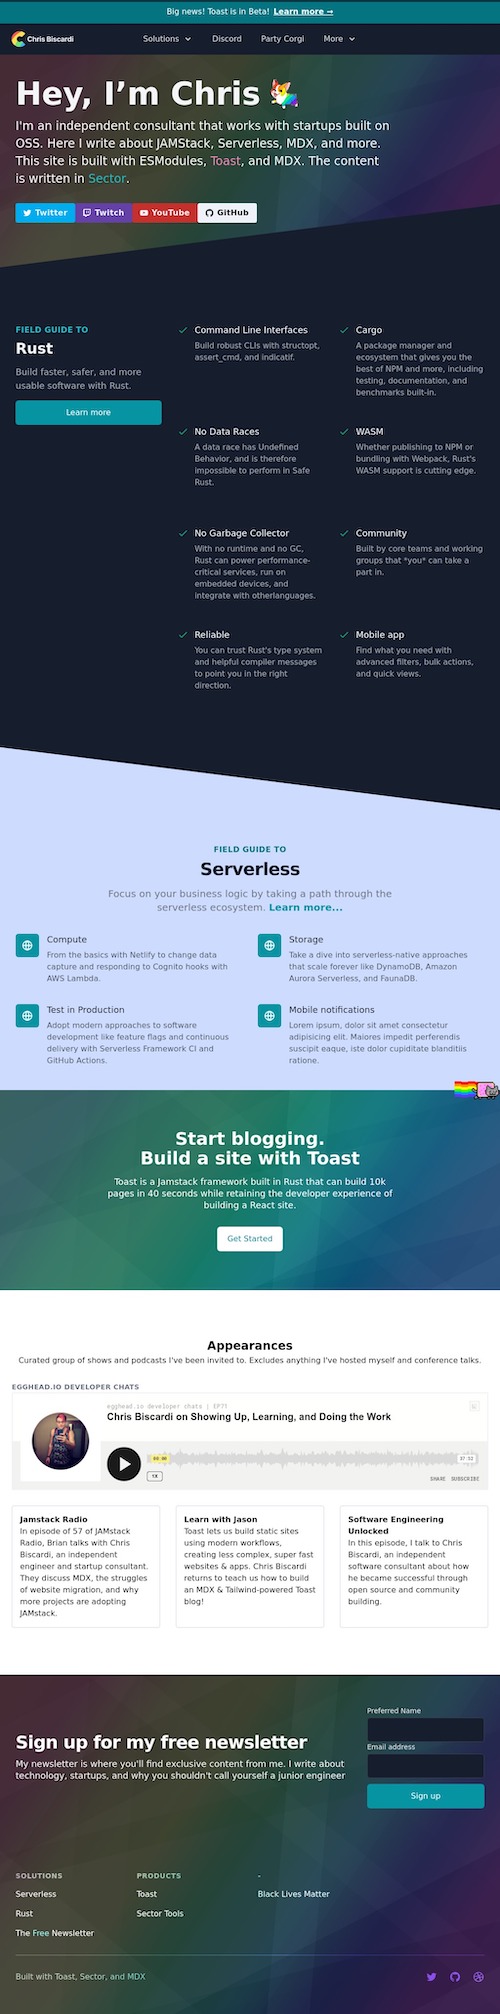 Big news! Toast is in Beta! Learn more →
Chris Biscardi
Solutions
Discord
Party Corgi
More
Hey, I’m Chris
I'm an independent consultant that works with startups built on
OSS. Here I write about JAMStack, Serverless, MDX, and more.
This site is built with ESModules, Toast, and MDX. The content
is written in Sector.
Twitter
Twitch
YouTube
GitHub
FIELD GUIDE TO
Rust
Build faster, safer, and more
usable software with Rust.
Learn more
Command Line Interfaces
Build robust CLIs with structopt,
assert_cmd, and indicatif.
Cargo
A package manager and
ecosystem that gives you the
best of NPM and more, including
testing, documentation, and
benchmarks built-in.
No Data Races
A data race has Undefined
Behavior, and is therefore
impossible to perform in Safe
Rust.
WASM
Whether publishing to NPM or
bundling with Webpack, Rust's
WASM support is cutting edge.
No Garbage Collector
With no runtime and no GC,
Rust can power performance-
critical services, run on
embedded devices, and
integrate with otherlanguages.
Community
Built by core teams and working
groups that *you* can take a
part in.
Reliable
You can trust Rust's type system
and helpful compiler messages
to point you in the right
direction.
Mobile app
Find what you need with
advanced filters, bulk actions,
and quick views.
FIELD GUIDE TO
Serverless
Focus on your business logic by taking a path through the
serverless ecosystem. Learn more...
Compute
From the basics with Netlify to change data
capture and responding to Cognito hooks with
AWS Lambda.
Storage
Take a dive into serverless-native approaches
that scale forever like DynamoDB, Amazon
Aurora Serverless, and FaunaDB.
Test in Production
Adopt modern approaches to software
development like feature flags and continuous
delivery with Serverless Framework CI and
GitHub Actions.
Mobile notifications
Lorem ipsum, dolor sit amet consectetur
adipisicing elit. Maiores impedit perferendis
suscipit eaque, iste dolor cupiditate blanditiis
ratione.
Start blogging.
Build a site with Toast
Toast is a Jamstack framework built in Rust that can build 10k
pages in 40 seconds while retaining the developer experience of
building a React site.
Get Started
Appearances
Curated group of shows and podcasts I've been invited to. Excludes anything I've hosted myself and conference talks.
EGGHEAD.IO DEVELOPER CHATS
egghead.io developer chats | EP71
Chris Biscardi on Showing Up, Learning, and Doing the Work
00:00
37:52
1X
SHARE SUBSCRIBE
Jamstack Radio
In episode of 57 of JAMstack
Radio, Brian talks with Chris
Biscardi, an independent
engineer and startup consultant.
They discuss MDX, the struggles
of website migration, and why
more projects are adopting
JAMstack.
Learn with Jason
Toast lets us build static sites
using modern workflows,
creating less complex, super fast
websites & apps. Chris Biscardi
returns to teach us how to build
an MDX & Tailwind-powered Toast
blog!
Software Engineering
Unlocked
In this episode, I talk to Chris
Biscardi, an independent
software consultant about how
he became successful through
open source and community
building.
Sign up for my free newsletter
My newsletter is where you'll find exclusive content from me. I write about
technology, startups, and why you shouldn't call yourself a junior engineer
Preferred Name
Email address
Sign up
SOLUTIONS
Serverless
Rust
The Free Newsletter
PRODUCTS
Toast
Sector Tools
-
Black Lives Matter
Built with Toast, Sector, and MDX